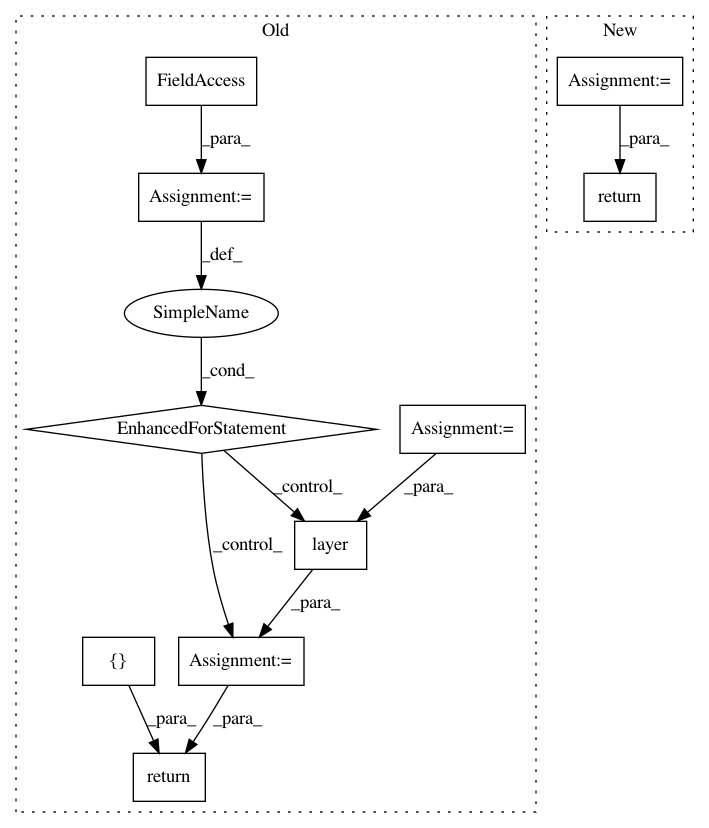 Old
New
FieldAccess
Assignment:=
_para_
_para_
Assignment:=
return
_def_
SimpleName
_cond_
EnhancedForStatement
Assignment:=
_control_
_para_
_control_
layer
_para_
{}
Assignment:=
_para_
_para_
return